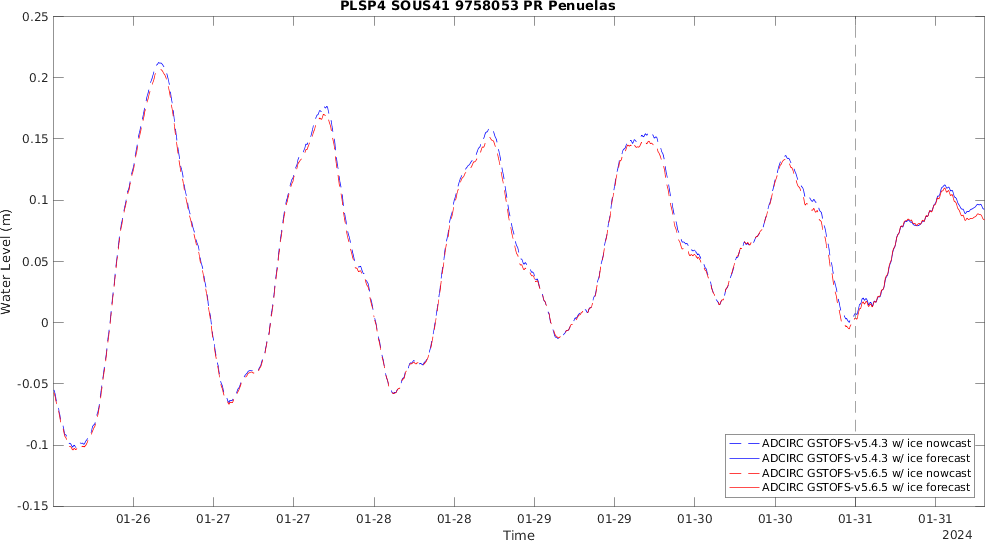 PLSP4 SOUS41 9758053 PR Penuelas
0.25
0.2
0.15
0.1
0.05
0
-0.05
-0.1
-0.15
Water Level (m)
01-26 01-27 01-27 01-28 01-28 01-29 01-29 01-30 01-30 01-31 01-31
Time
2024
ADCIRC GSTOFS-v5.4.3 w/ ice nowcast
ADCIRC GSTOFS-v5.4.3 w/ ice forecast
ADCIRC GSTOFS-v5.6.5 w/ ice nowcast
ADCIRC GSTOFS-v5.6.5 w/ ice forecast